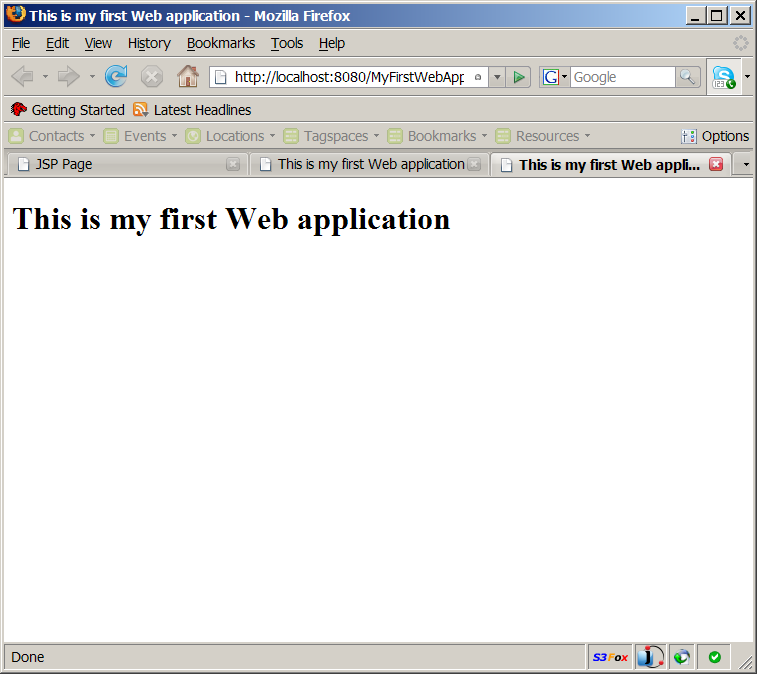 This is my first Web application - Mozilla Firefox
File Edit View History Bookmarks Tools Help
http://localhost:8080/MyFirstWebApp G Google
Getting Started Latest Headlines
Contacts Events Locations Tagspaces Bookmarks Resources Options
JSP Page This is my first Web application This is my first Web appli...
This is my first Web application
Done S3Fox